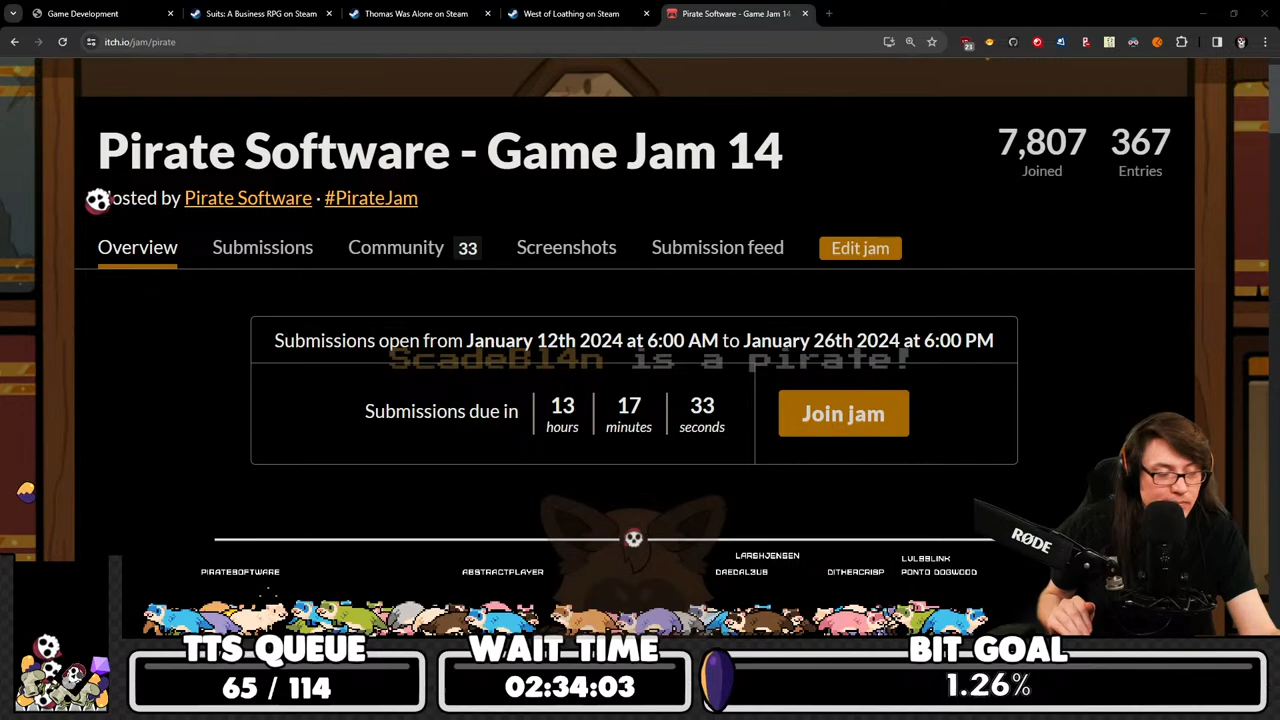 Game Development
Suits: A Business RPG on Steam
Thomas Was Alone on Steam
West of Loathing on Steam
Pirate Software - Game Jam 14
itch.io/jam/pirate
21
Pirate Software - Game Jam 14
7,807
Joined
367
Entries
osted by Pirate Software · #PirateJam
Overview
Submissions
Community 33
Screenshots
Submission feed
Edit jam
Submissions open from January 12th 2024 at 6:00 AM to January 26th 2024 at 6:00 PM
ScadeB14n is a pirate!
Submissions due in
13
hours
17
minutes
33
seconds
Join jam
RØDE
LARSHJENSEN
LVLBBLINK
PIRATESOFTWARE
ABSTRACTPLAYER
DAEDALZUB
DITHERCRISP
PONTO DOGWOOD
TTS QUEUE
65 / 114
WAIT TIME
02:34:03
BIT GOAL
1.26%